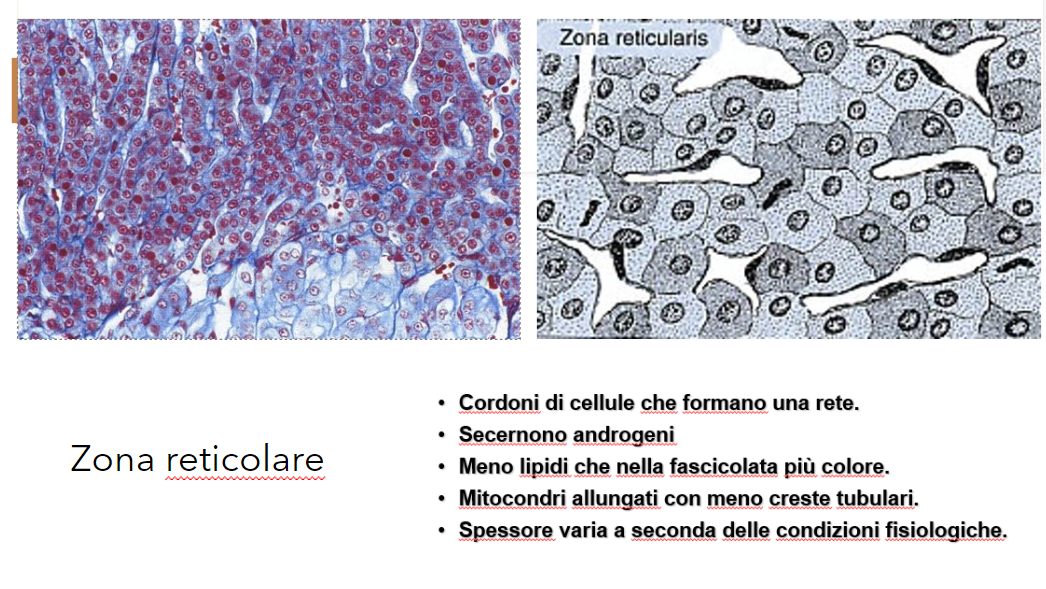 Zona reticularis
Zona reticolare
• Cordoni di cellule che formano una rete.
• Secernono androgeni
• Meno lipidi che nella fascicolata più colore.
• Mitocondri allungati con meno creste tubulari.
• Spessore varia a seconda delle condizioni fisiologiche.